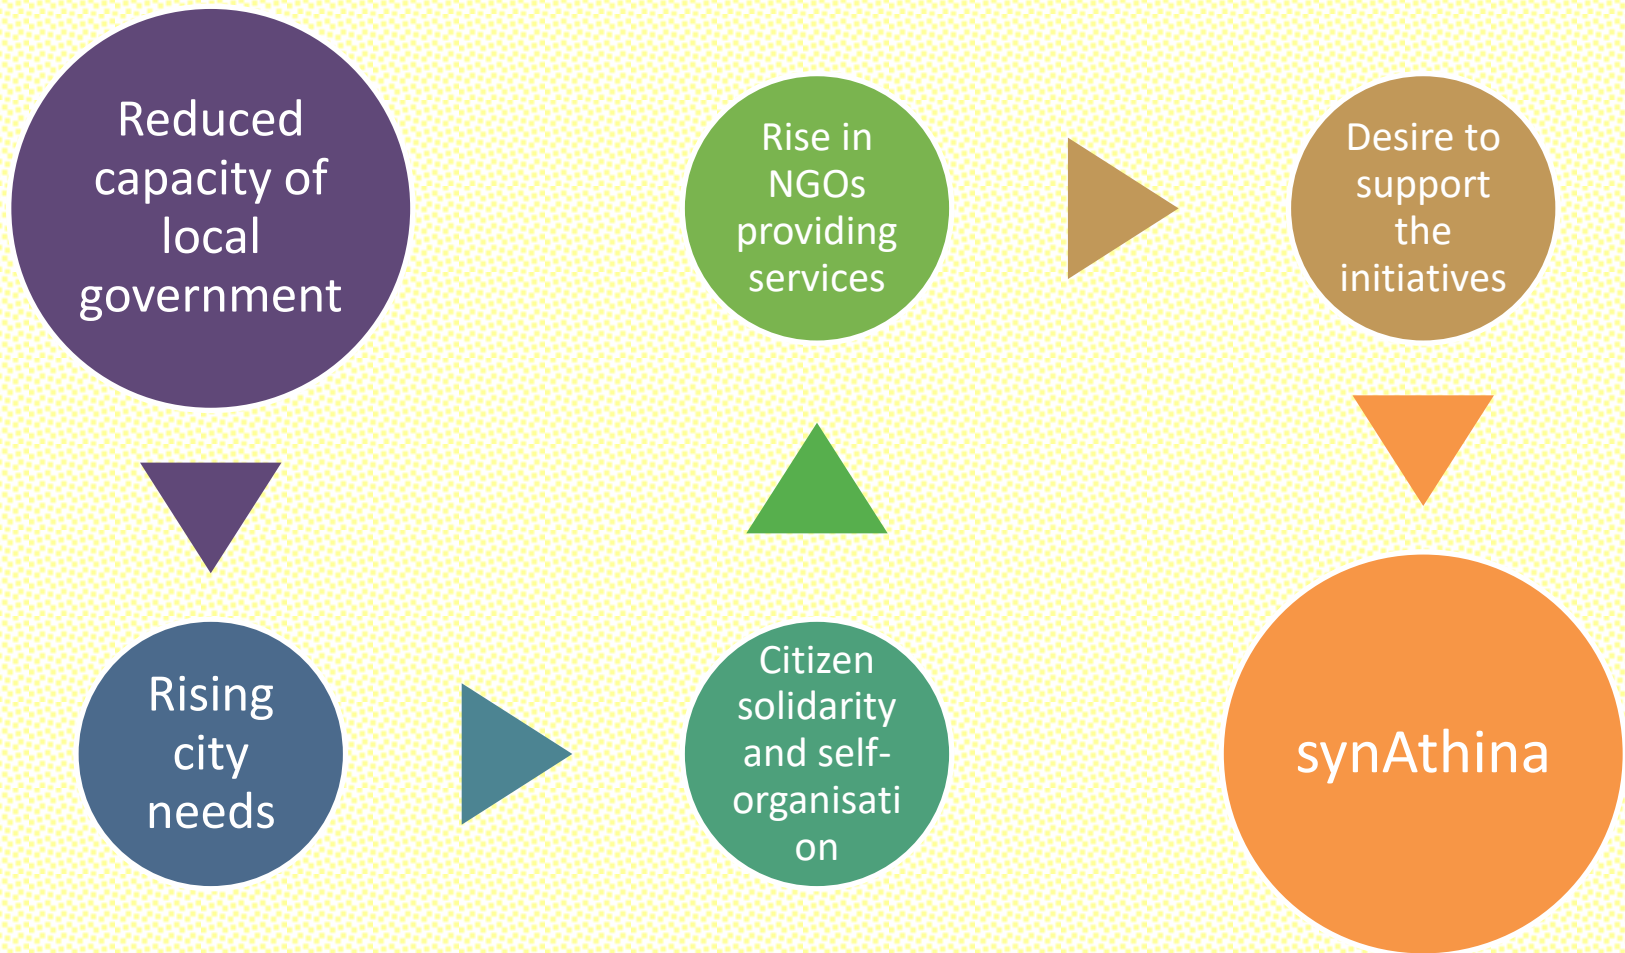 Reduced
capacity of
local
government
Rising
city
needs
Citizen
solidarity
and self-
organisati
on
Rise in
NGOs
providing
services
Desire to
support
the
initiatives
synAthina